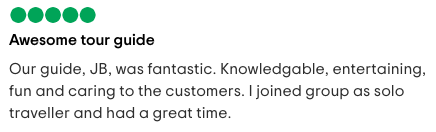 Awesome tour guide
Our guide, JB, was fantastic. Knowledgable, entertaining,
fun and caring to the customers. I joined group as solo
traveller and had a great time.